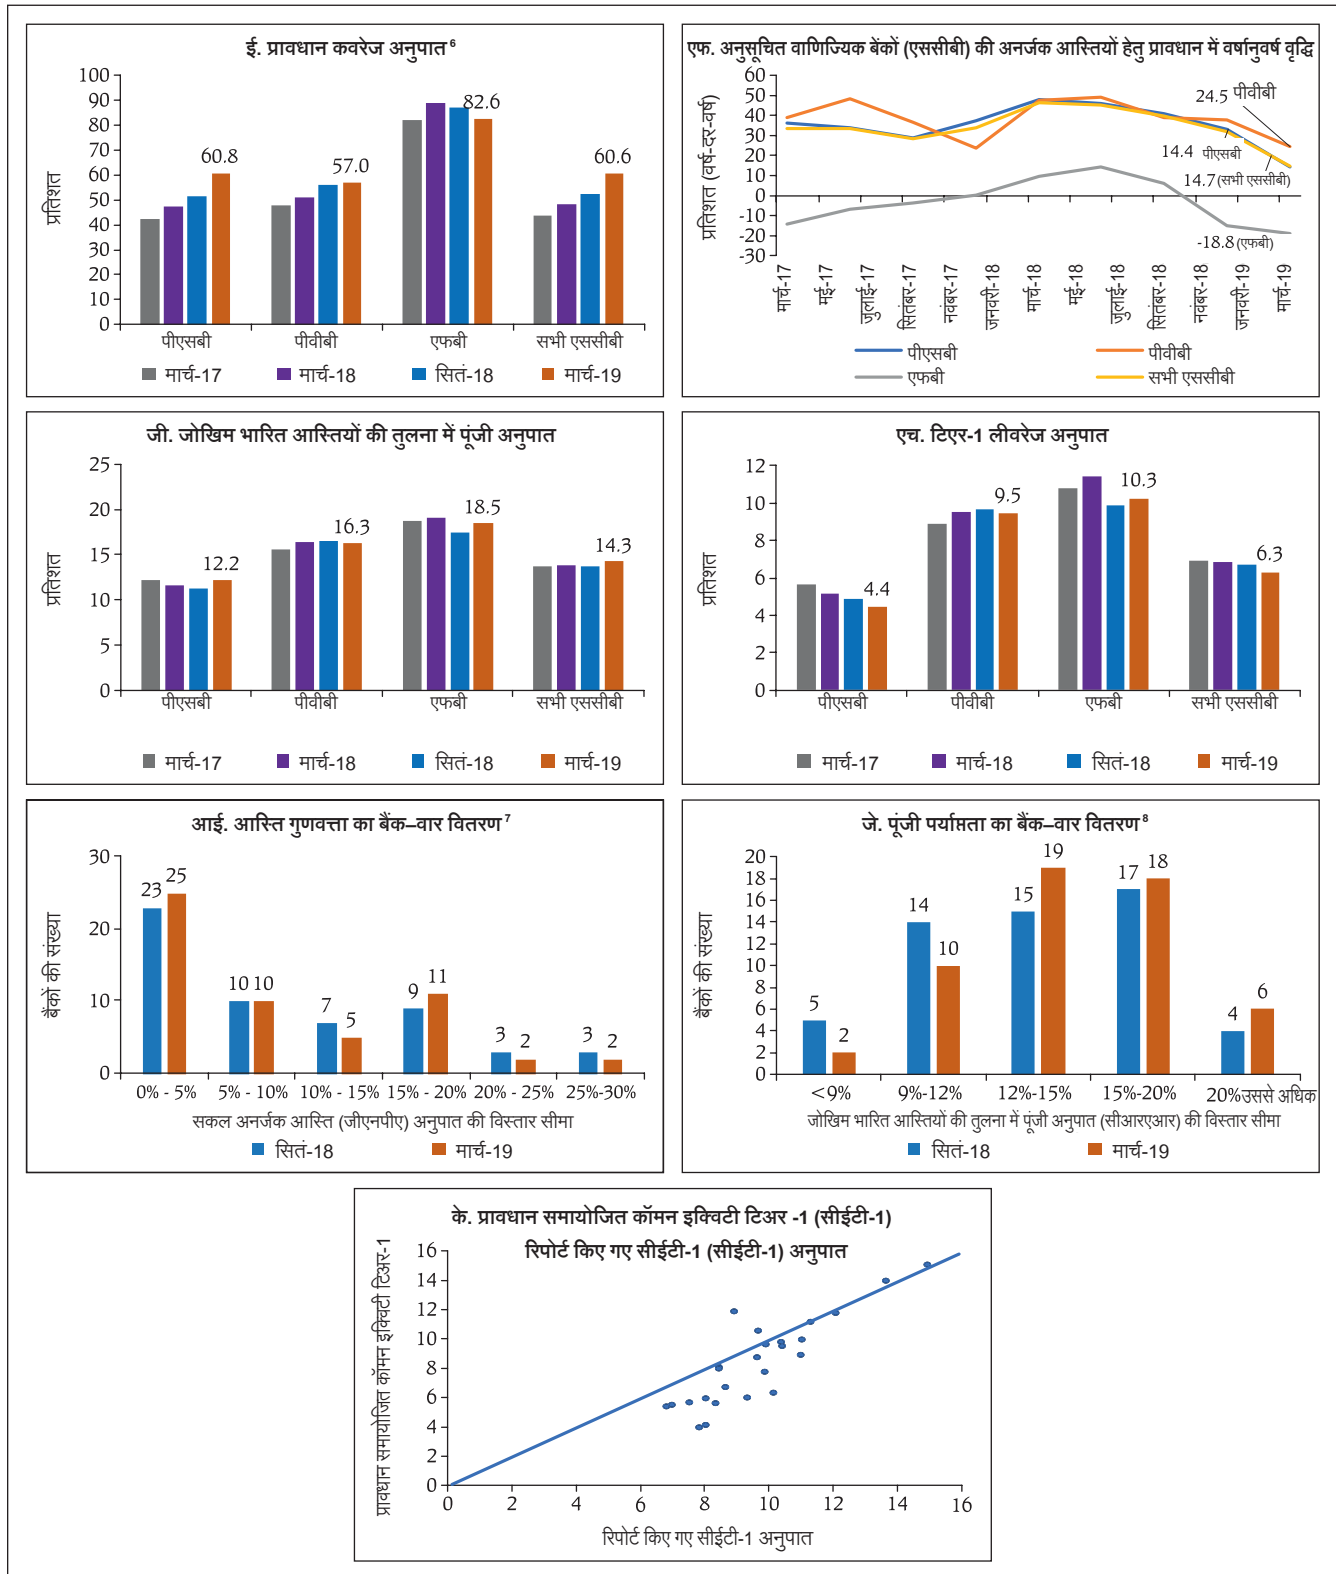 ई. प्रावधान कवरेज अनुपात 6
100
90
80
70
60
50
40
30
20
10
0
प्रतिशत
60.8
57.0
82.6
60.6
पीएसबी पीवीबी एफबी सभी एससीबी
मार्च-17 मार्च-18 सितं-18 मार्च-19
एफ. अनुसूचित वाणिज्यिक बेंकों (एससीबी) की अनर्जक आस्तियों हेतु प्रावधान में वर्षानुवर्ष वृद्धि
60
50
40
30
20
10
0
-10
-20
-30
प्रतिशत (वर्ष-दर-वर्ष)
24.5 पीवीबी
14.4 पीएसबी
14.7 (सभी एससीबी)
-18.8 (एफबी)
मार्च-17 मई-17 जुलाई-17 सितंबर-17 नवंबर-17 जनवरी-18 मार्च-18 मई-18 जुलाई-18 सितंबर-18 नवंबर-18 जनवरी-19 मार्च-19
पीएसबी पीवीबी
एफबी सभी एससीबी
जी. जोखिम भारित आस्तियों की तुलना में पूंजी अनुपात
25
20
15
10
5
0
प्रतिशत
12.2
16.3
18.5
14.3
पीएसबी पीवीबी एफबी सभी एससीबी
मार्च-17 मार्च-18 सितं-18 मार्च-19
एच. टिएर-1 लीवरेज अनुपात
12
10
8
6
4
2
0
प्रतिशत
4.4
9.5
10.3
6.3
पीएसबी पीवीबी एफबी सभी एससीबी
मार्च-17 मार्च-18 सितं-18 मार्च-19
आई. आस्ति गुणवत्ता का बैंक–वार वितरण 7
30
20
10
0
बैंकों की संख्या
23 25
10 10
7 5
9 11
3 2
3 2
0% - 5% 5% - 10% 10% - 15% 15% - 20% 20% - 25% 25%-30%
सकल अनर्जक आस्ति (जीएनपीए) अनुपात की विस्तार सीमा
सितं-18 मार्च-19
जे. पूंजी पर्याप्तता का बैंक–वार वितरण 8
20
18
16
14
12
10
8
6
4
2
0
बैंकों की संख्या
5 2
14 10
15 19
17 18
4 6
<9% 9%-12% 12%-15% 15%-20% 20%उससे अधिक
जोखिम भारित आस्तियों की तुलना में पूंजी अनुपात (सीआरएआर) की विस्तार सीमा
सितं-18 मार्च-19
के. प्रावधान समायोजित कॉमन इक्विटी टिअर -1 (सीईटी-1)
रिपोर्ट किए गए सीईटी-1 (सीईटी-1) अनुपात
प्रावधान समायोजित कॉमन इक्विटी टिअर-1
16
14
12
10
8
6
4
2
0
0 2 4 6 8 10 12 14 16
रिपोर्ट किए गए सीईटी-1 अनुपात